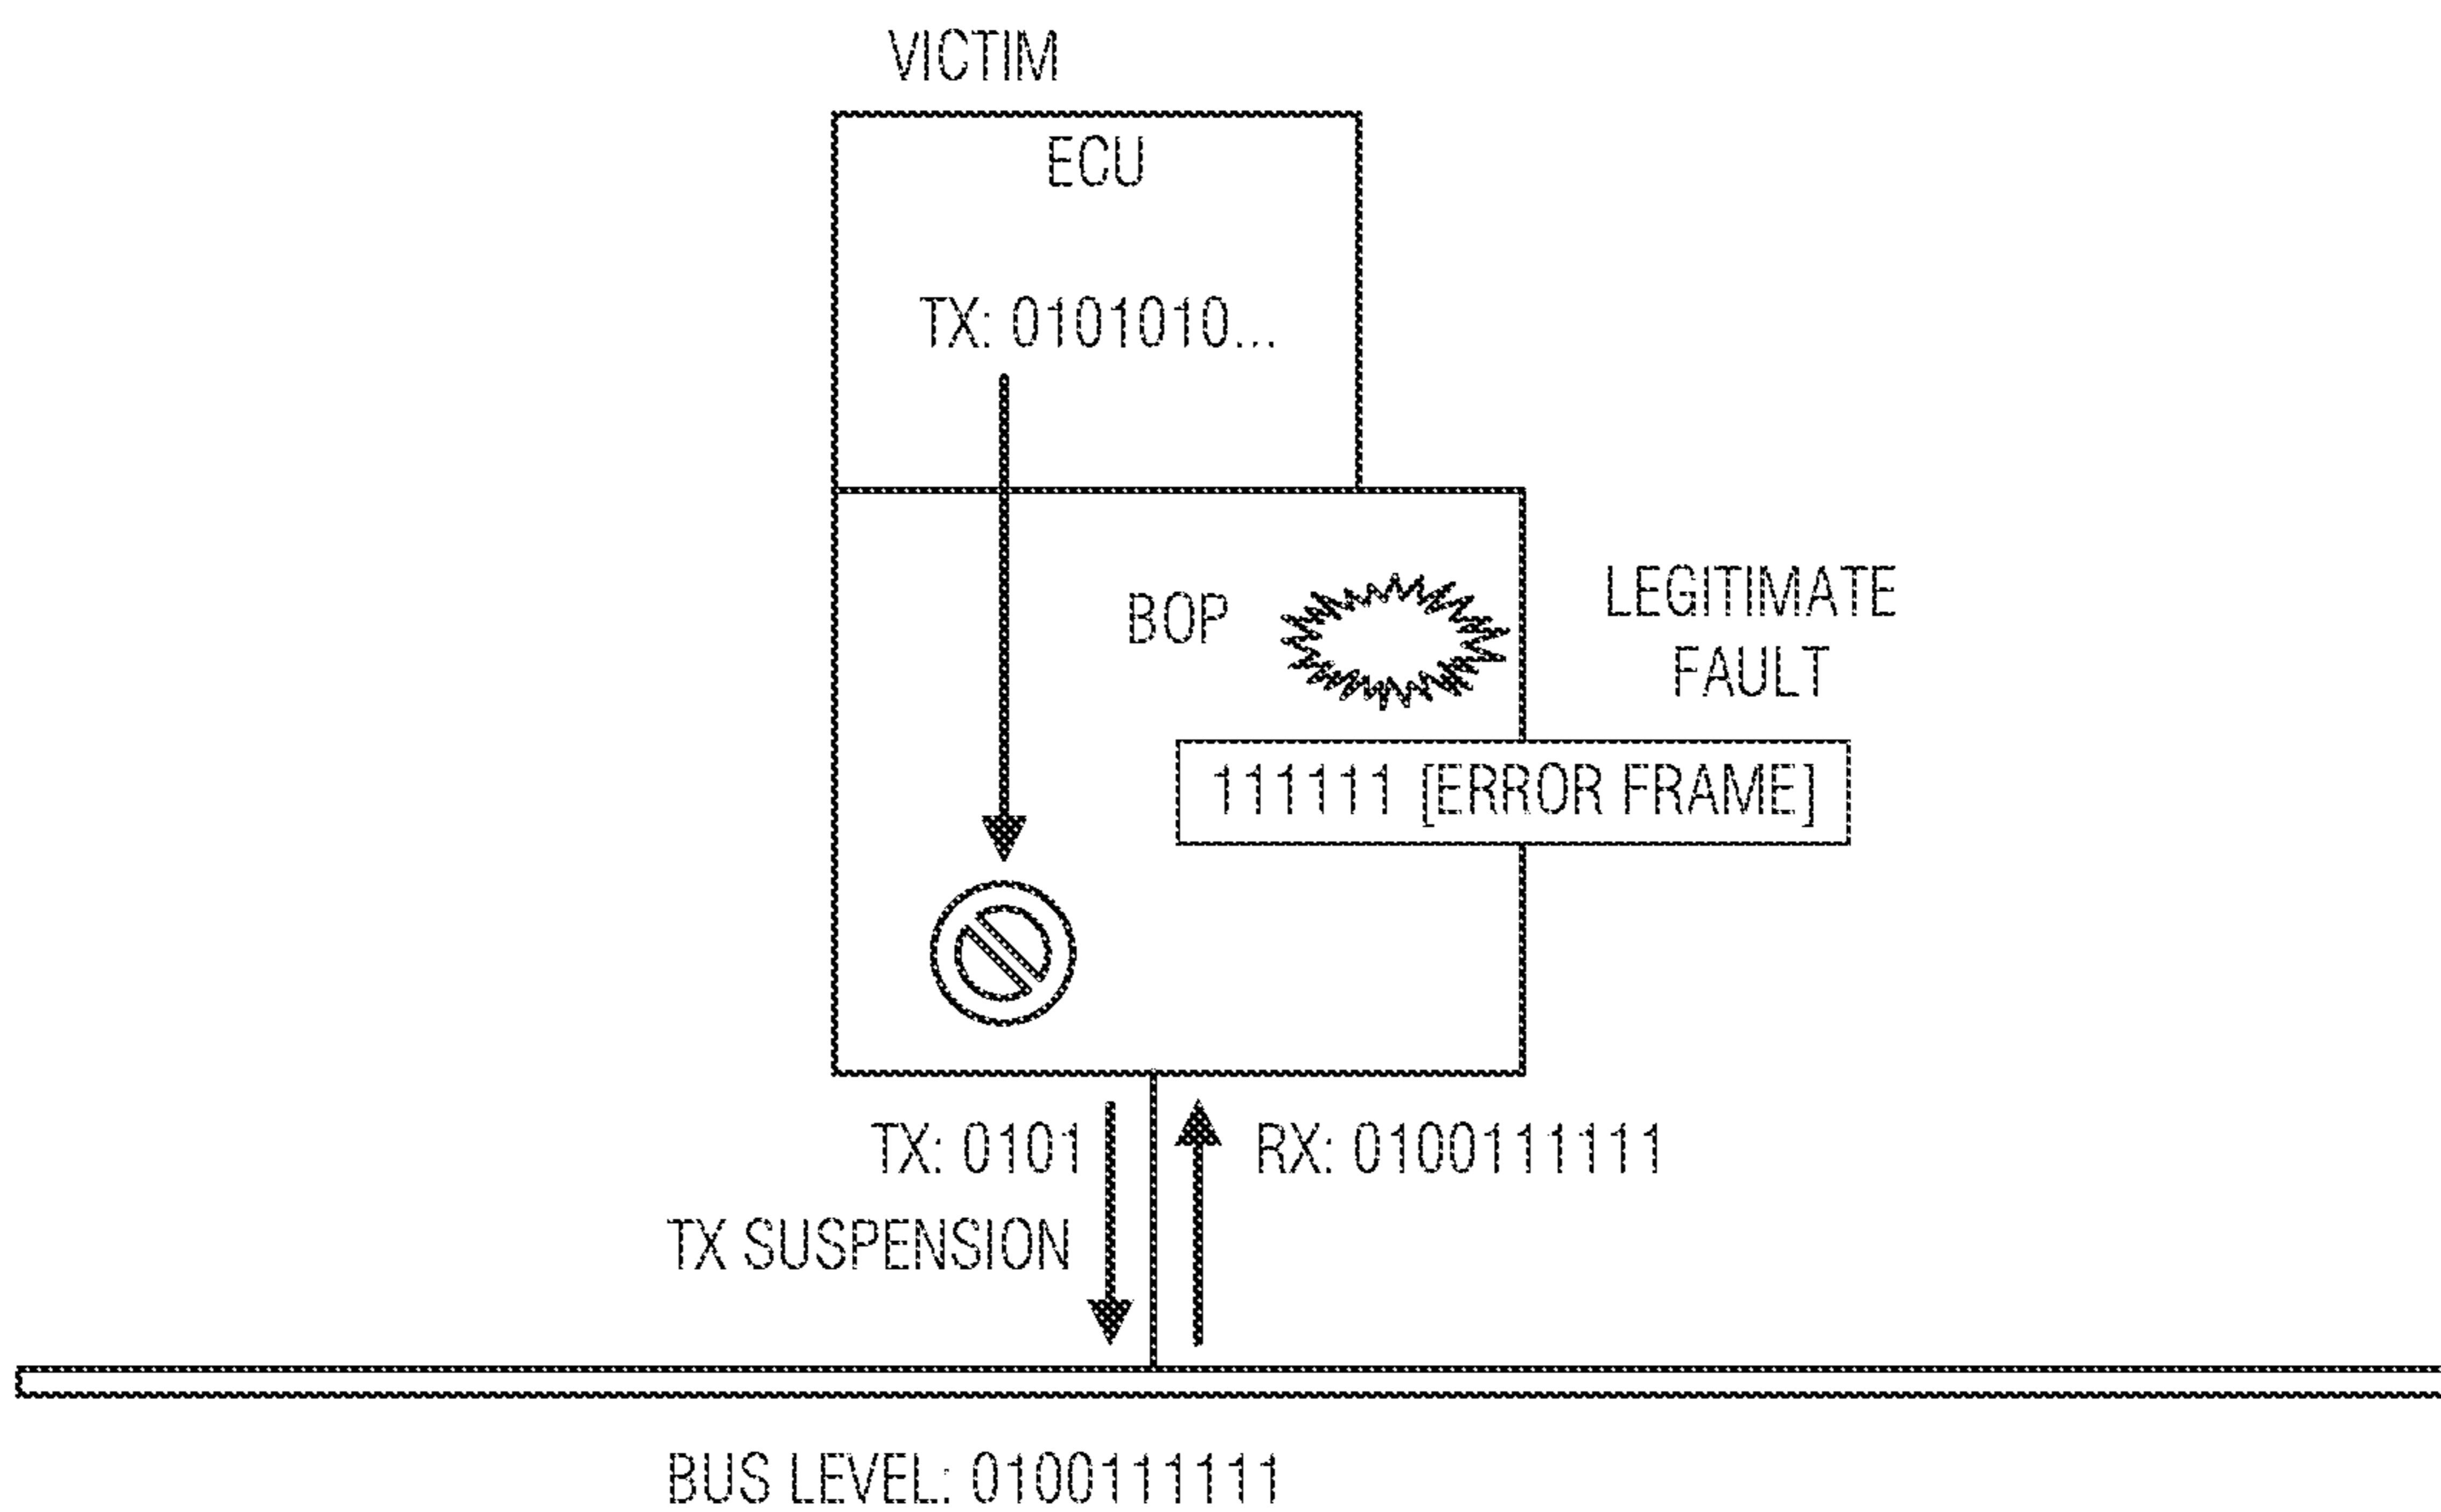 VICTIM
ECU
TX: 0101010...
BOP
LEGITIMATE
FAULT
111111 [ERROR FRAME]
TX: 0101
RX: 0100111111
TX SUSPENSION
BUS LEVEL: 0100111111